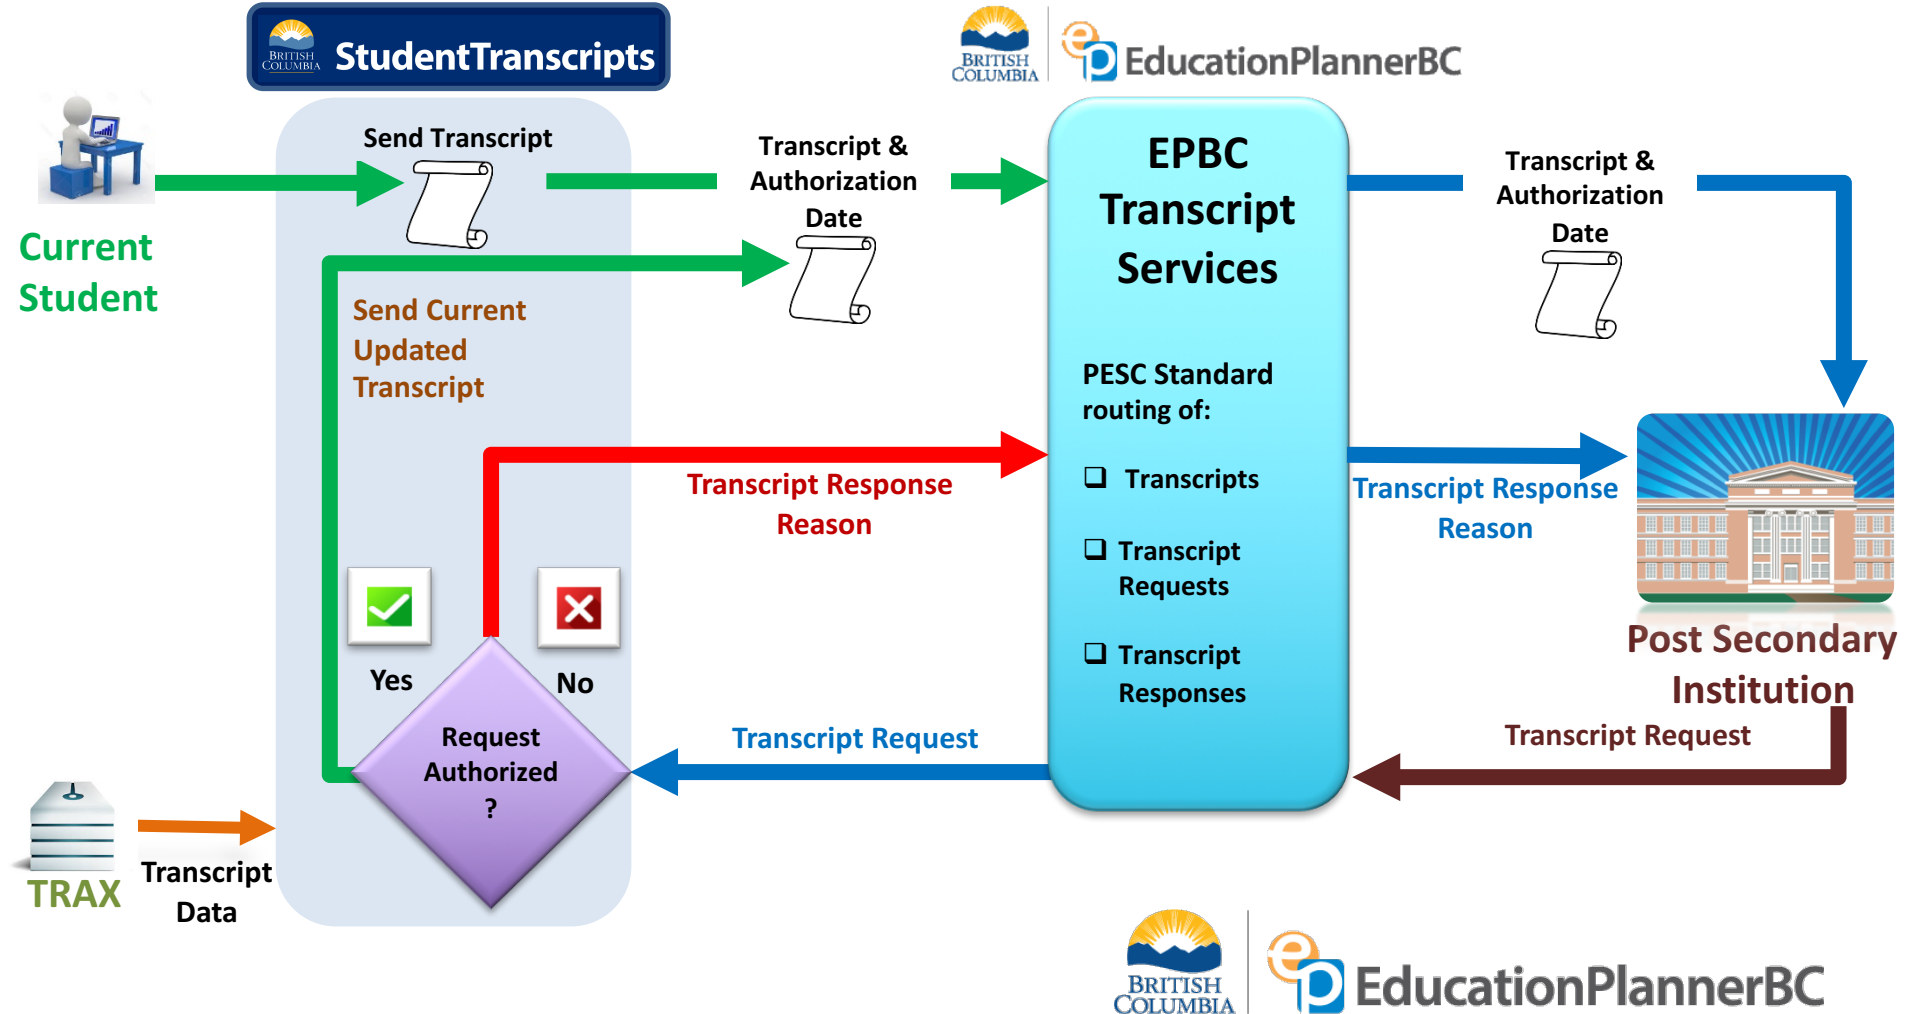 BRITISH
COLUMBIA
StudentTranscripts
BRITISH
COLUMBIA
ep EducationPlannerBC
Current
Student
Send Transcript
Transcript &
Authorization
Date
EPBC
Transcript
Services
Transcript &
Authorization
Date
Send Current
Updated
Transcript
PESC Standard
routing of:
❑ Transcripts
❑ Transcript
Requests
❑ Transcript
Responses
Transcript Response
Reason
Transcript Response
Reason
Yes
No
Request
Authorized
?
Transcript Request
Post Secondary
Institution
Transcript Request
TRAX
Transcript
Data
BRITISH
COLUMBIA
ep EducationPlannerBC